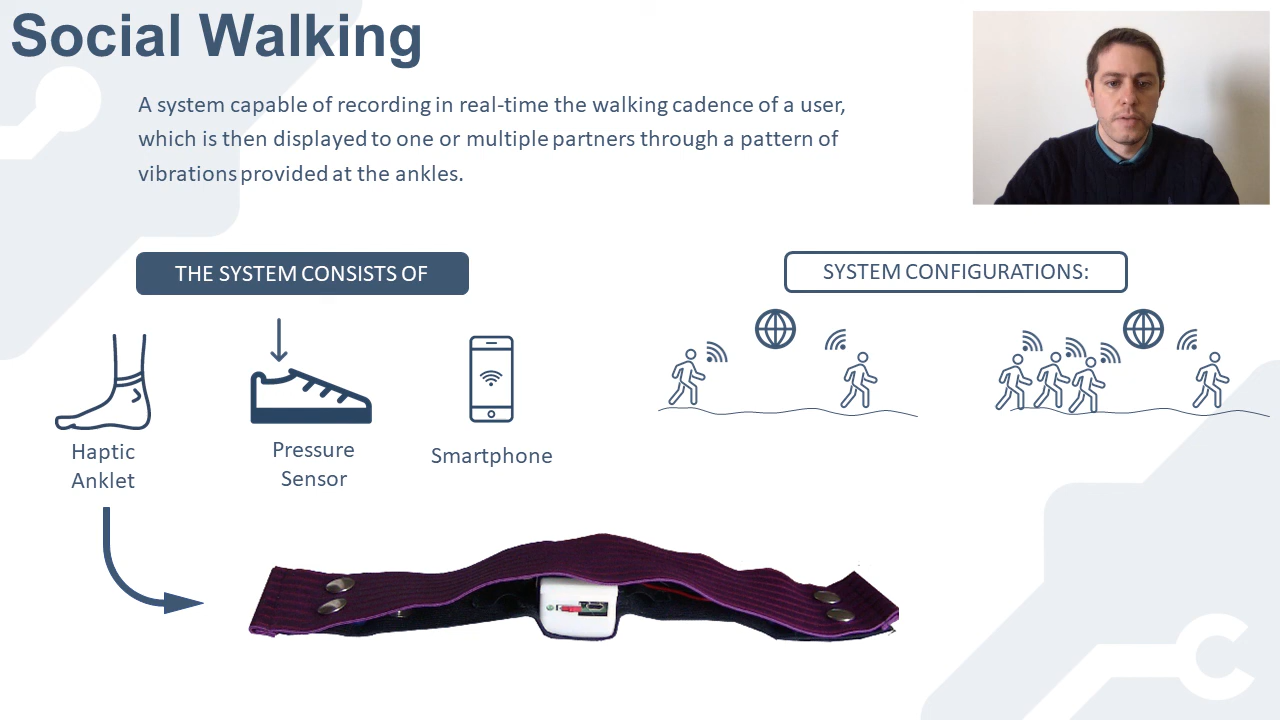 Social Walking
A system capable of recording in real-time the walking cadence of a user,
which is then displayed to one or multiple partners through a pattern of
vibrations provided at the ankles.
THE SYSTEM CONSISTS OF
SYSTEM CONFIGURATIONS:
Haptic
Anklet
Pressure
Sensor
Smartphone